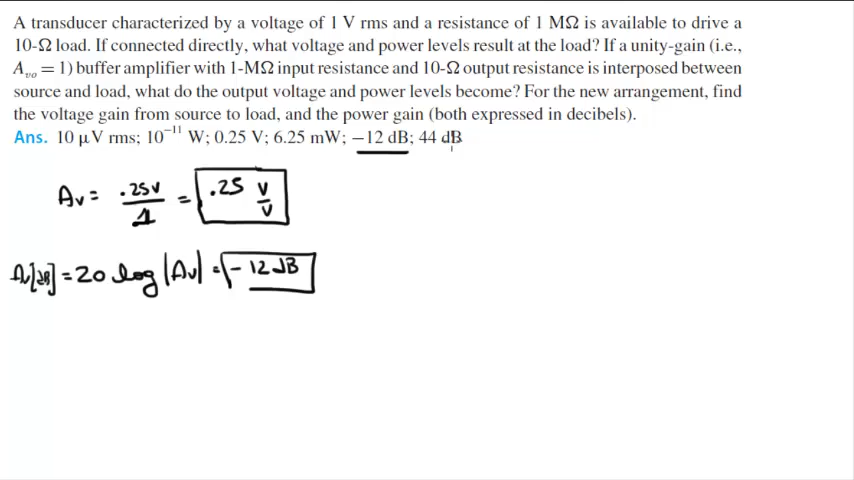 A transducer characterized by a voltage of 1 V rms and a resistance of 1 MΩ is available to drive a
10-Ω load. If connected directly, what voltage and power levels result at the load? If a unity-gain (i.e.,
Avo = 1) buffer amplifier with 1-MΩ input resistance and 10-Ω output resistance is interposed between
source and load, what do the output voltage and power levels become? For the new arrangement, find
the voltage gain from source to load, and the power gain (both expressed in decibels).
Ans. 10 μV rms; 10⁻¹¹ W; 0.25 V; 6.25 mW; −12 dB; 44 dB
Av = .25V / 1 = .25 V/V
Av[dB] = 20 log |Av| = -12dB